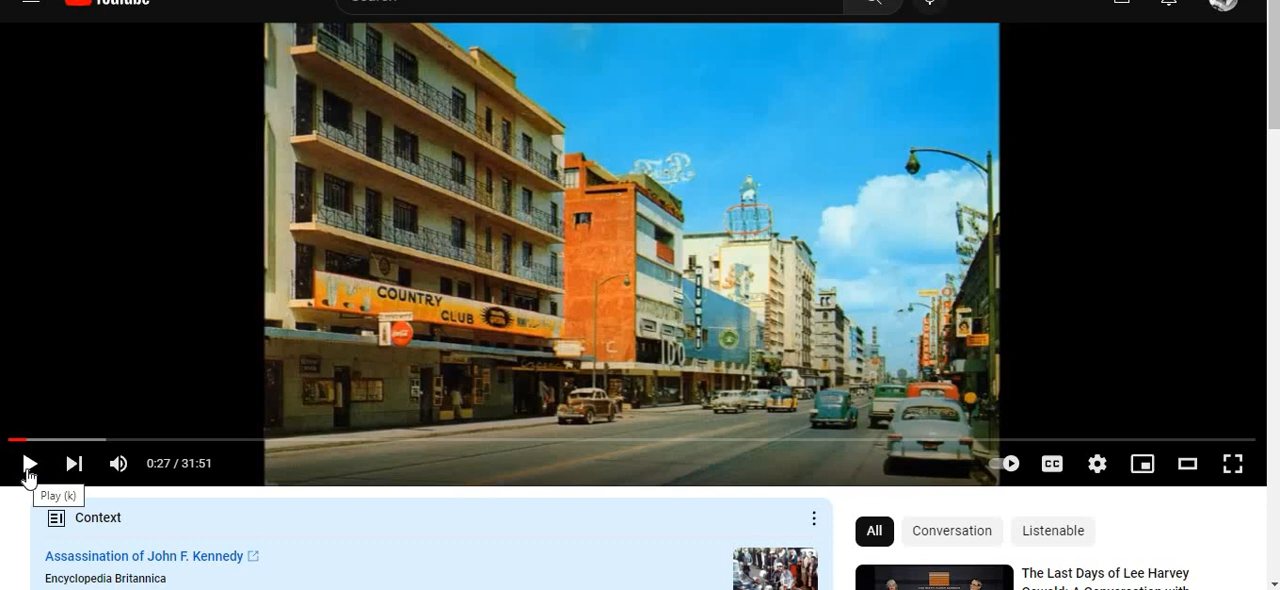 COUNTRY
CLUB
0:27 / 31:51
CC
Play (k)
Context
Assassination of John F. Kennedy
Encyclopedia Britannica
All
Conversation
Listenable
The Last Days of Lee Harvey